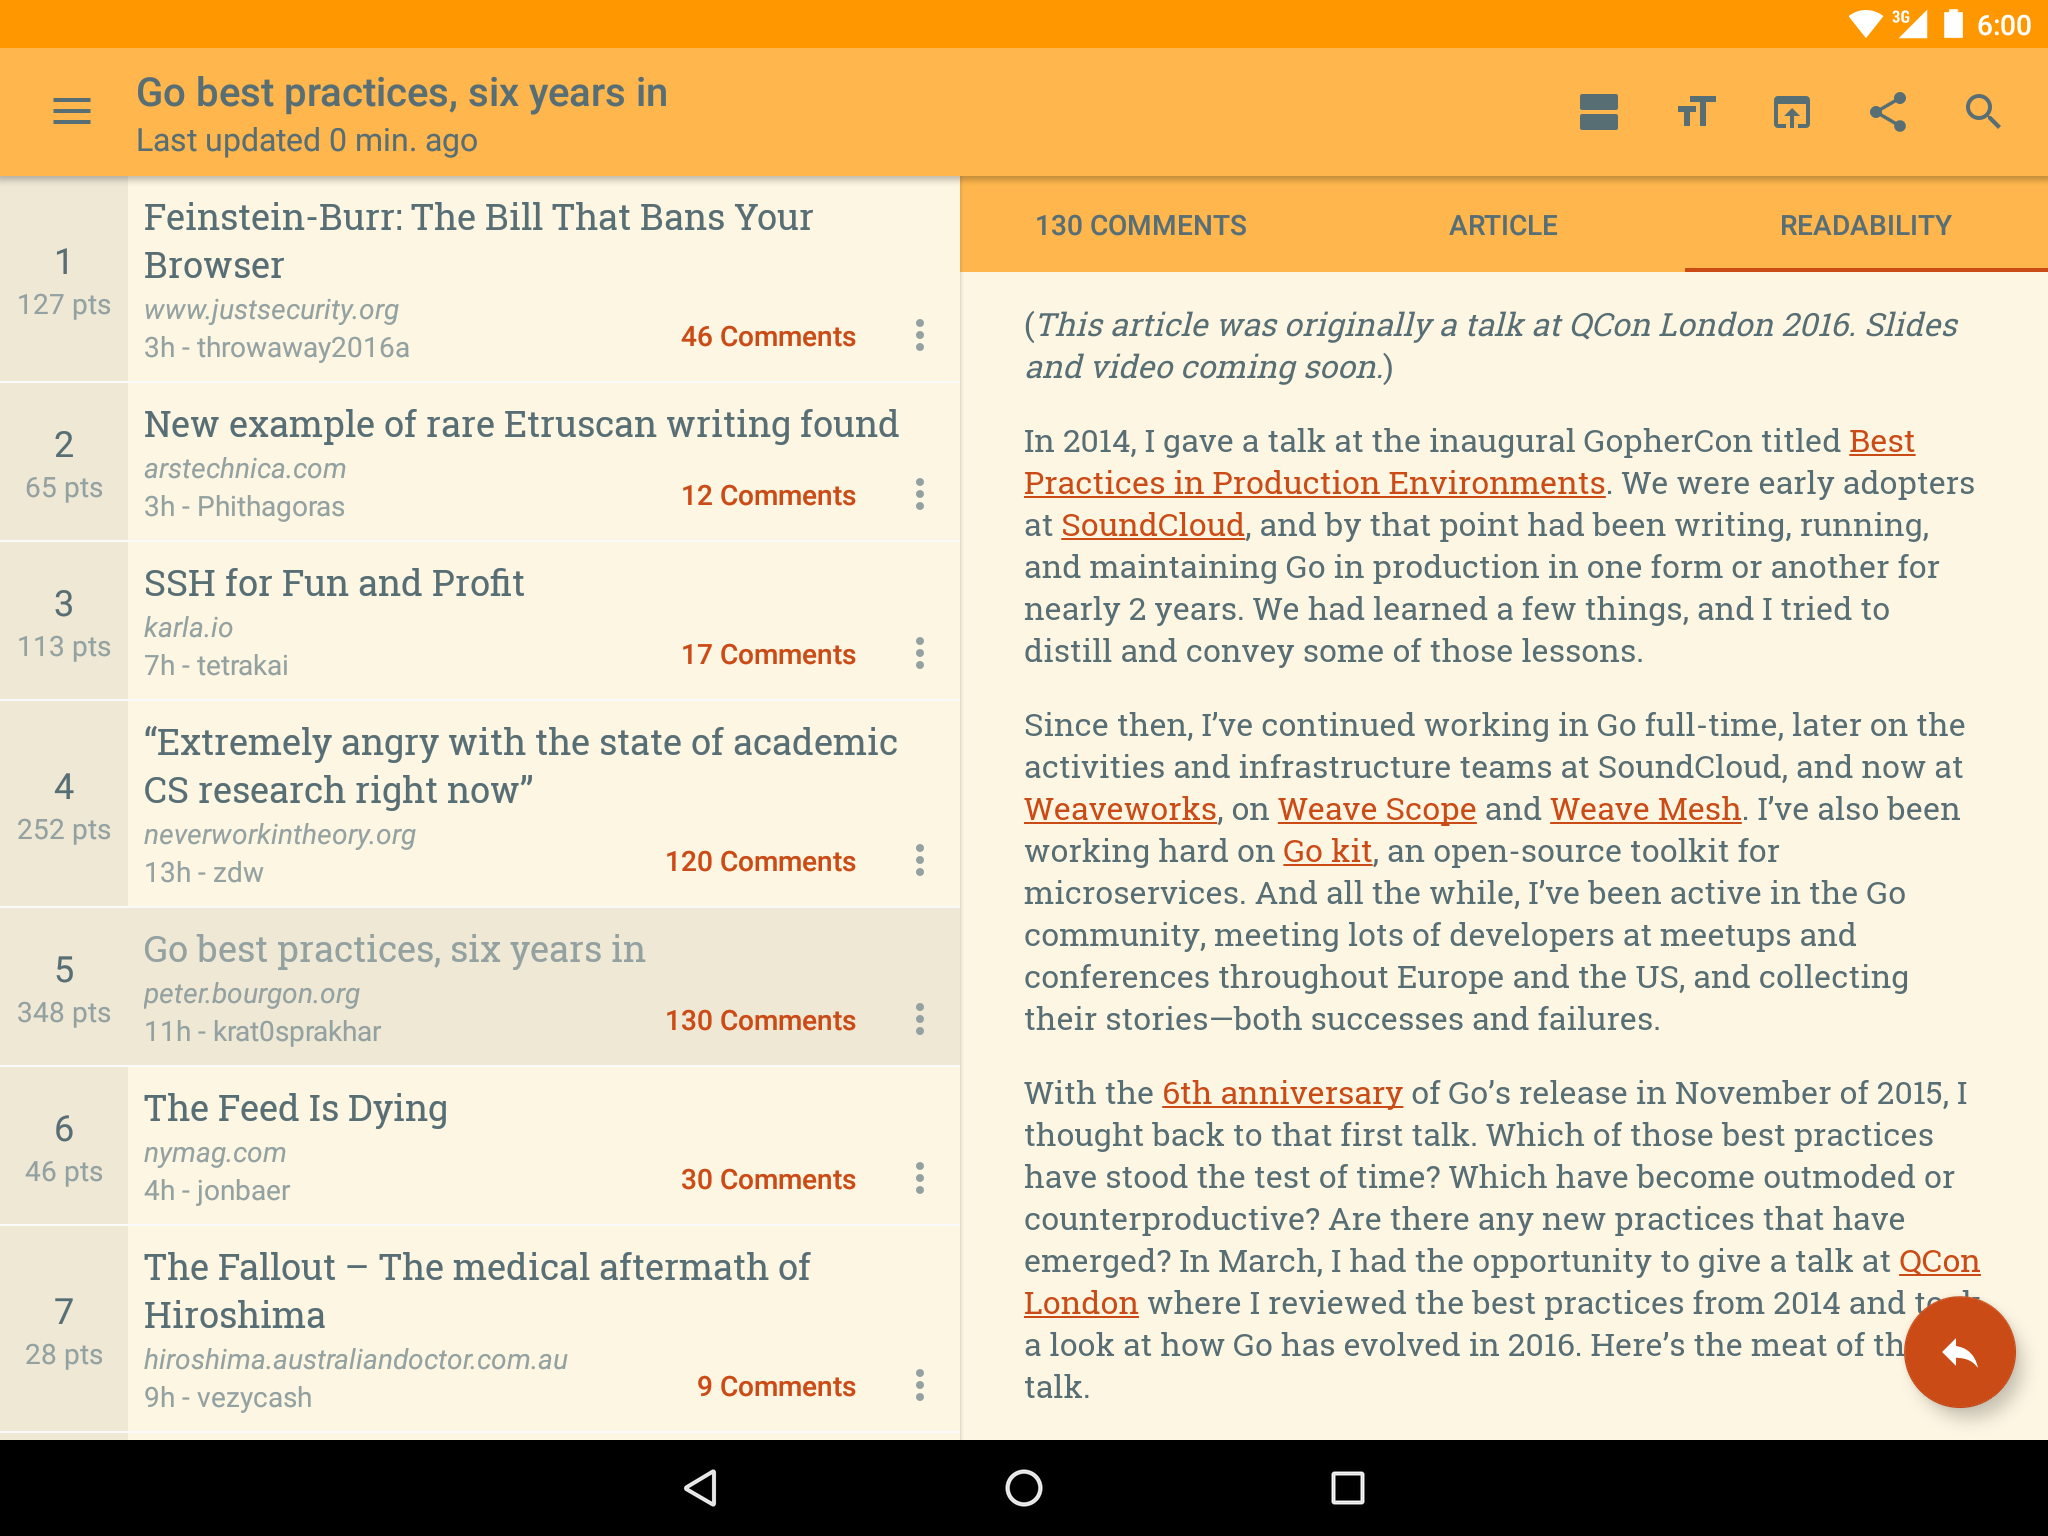 3G 6:00
Go best practices, six years in
Last updated 0 min. ago
1
127 pts
Feinstein-Burr: The Bill That Bans Your
Browser
www.justsecurity.org
3h - throwaway2016a
46 Comments
2
65 pts
New example of rare Etruscan writing found
arstechnica.com
3h - Phithagoras
12 Comments
3
113 pts
SSH for Fun and Profit
karla.io
7h - tetrakai
17 Comments
4
252 pts
“Extremely angry with the state of academic
CS research right now”
neverworkintheory.org
13h - zdw
120 Comments
5
348 pts
Go best practices, six years in
peter.bourgon.org
11h - krat0sprakhar
130 Comments
6
46 pts
The Feed Is Dying
nymag.com
4h - jonbaer
30 Comments
7
28 pts
The Fallout – The medical aftermath of
Hiroshima
hiroshima.australiandoctor.com.au
9h - vezycash
9 Comments
130 COMMENTS ARTICLE READABILITY
(This article was originally a talk at QCon London 2016. Slides
and video coming soon.)
In 2014, I gave a talk at the inaugural GopherCon titled Best
Practices in Production Environments. We were early adopters
at SoundCloud, and by that point had been writing, running,
and maintaining Go in production in one form or another for
nearly 2 years. We had learned a few things, and I tried to
distill and convey some of those lessons.
Since then, I’ve continued working in Go full-time, later on the
activities and infrastructure teams at SoundCloud, and now at
Weaveworks, on Weave Scope and Weave Mesh. I’ve also been
working hard on Go kit, an open-source toolkit for
microservices. And all the while, I’ve been active in the Go
community, meeting lots of developers at meetups and
conferences throughout Europe and the US, and collecting
their stories—both successes and failures.
With the 6th anniversary of Go’s release in November of 2015, I
thought back to that first talk. Which of those best practices
have stood the test of time? Which have become outmoded or
counterproductive? Are there any new practices that have
emerged? In March, I had the opportunity to give a talk at QCon
London where I reviewed the best practices from 2014 and took
a look at how Go has evolved in 2016. Here’s the meat of th
talk.